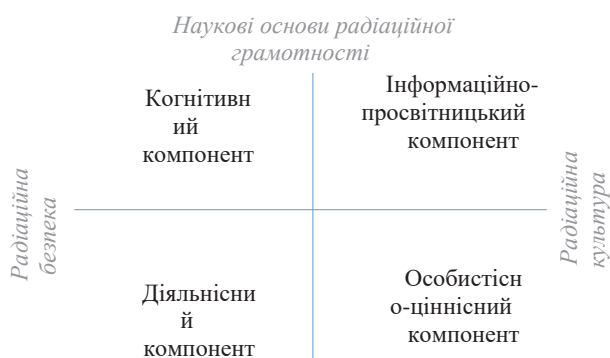 Наукові основи радіаційної
грамотності
Когнітивн
ий
компонент
Інформаційно-
просвітницький
компонент
Радіаційна
безпека
Радіаційна
культура
Діяльнісни
й
компонент
Особистісн
о-ціннісний
компонент